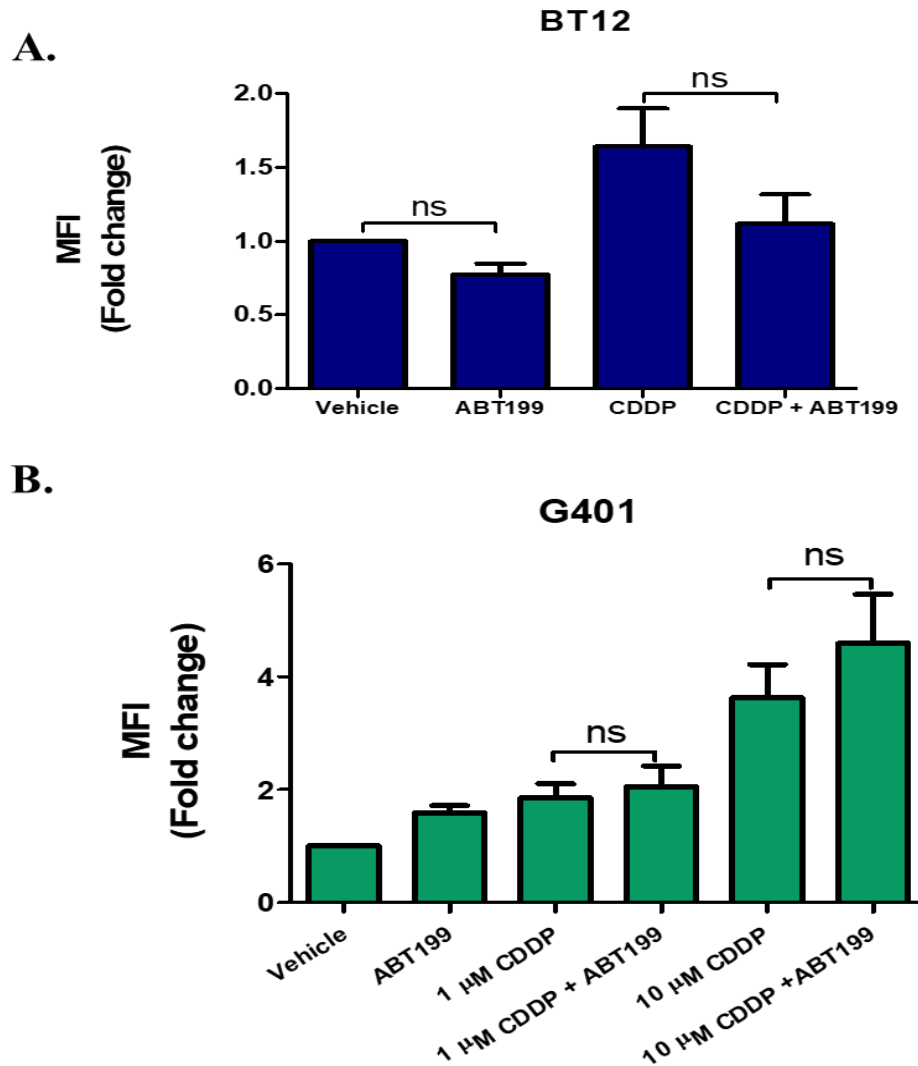 A.
BT12
MFI
(Fold change)
2.0
1.5
1.0
0.5
0.0
ns
ns
Vehicle
ABT199
CDDP
CDDP + ABT199
B.
G401
MFI
(Fold change)
6
4
2
0
ns
ns
Vehicle
ABT199
1 µM CDDP
1 µM CDDP + ABT199
10 µM CDDP
10 µM CDDP +ABT199